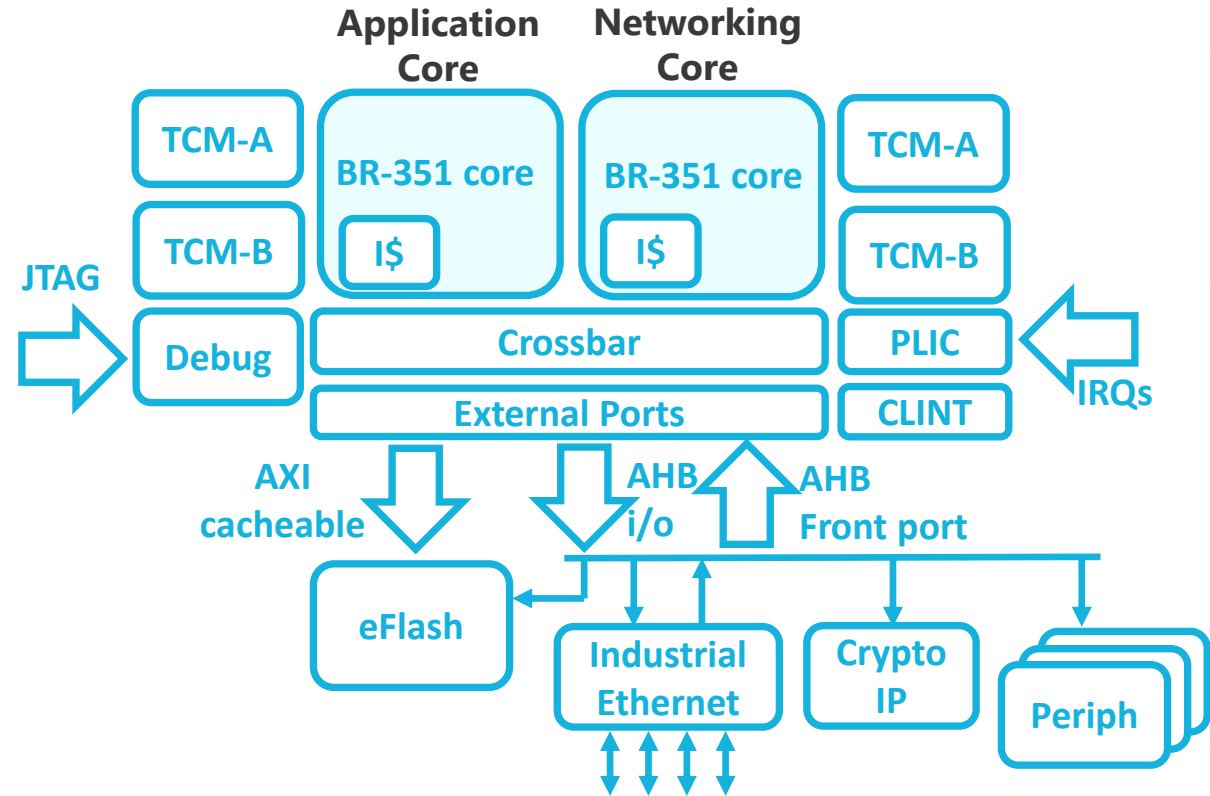 Application
Core
Networking
Core
TCM-A
BR-351 core
BR-351 core
TCM-A
TCM-B
I$
I$
TCM-B
JTAG
Debug
Crossbar
PLIC
IRQs
External Ports
CLINT
AXI
cacheable
AHB
i/o
AHB
Front port
eFlash
Industrial
Ethernet
Crypto
IP
Periph